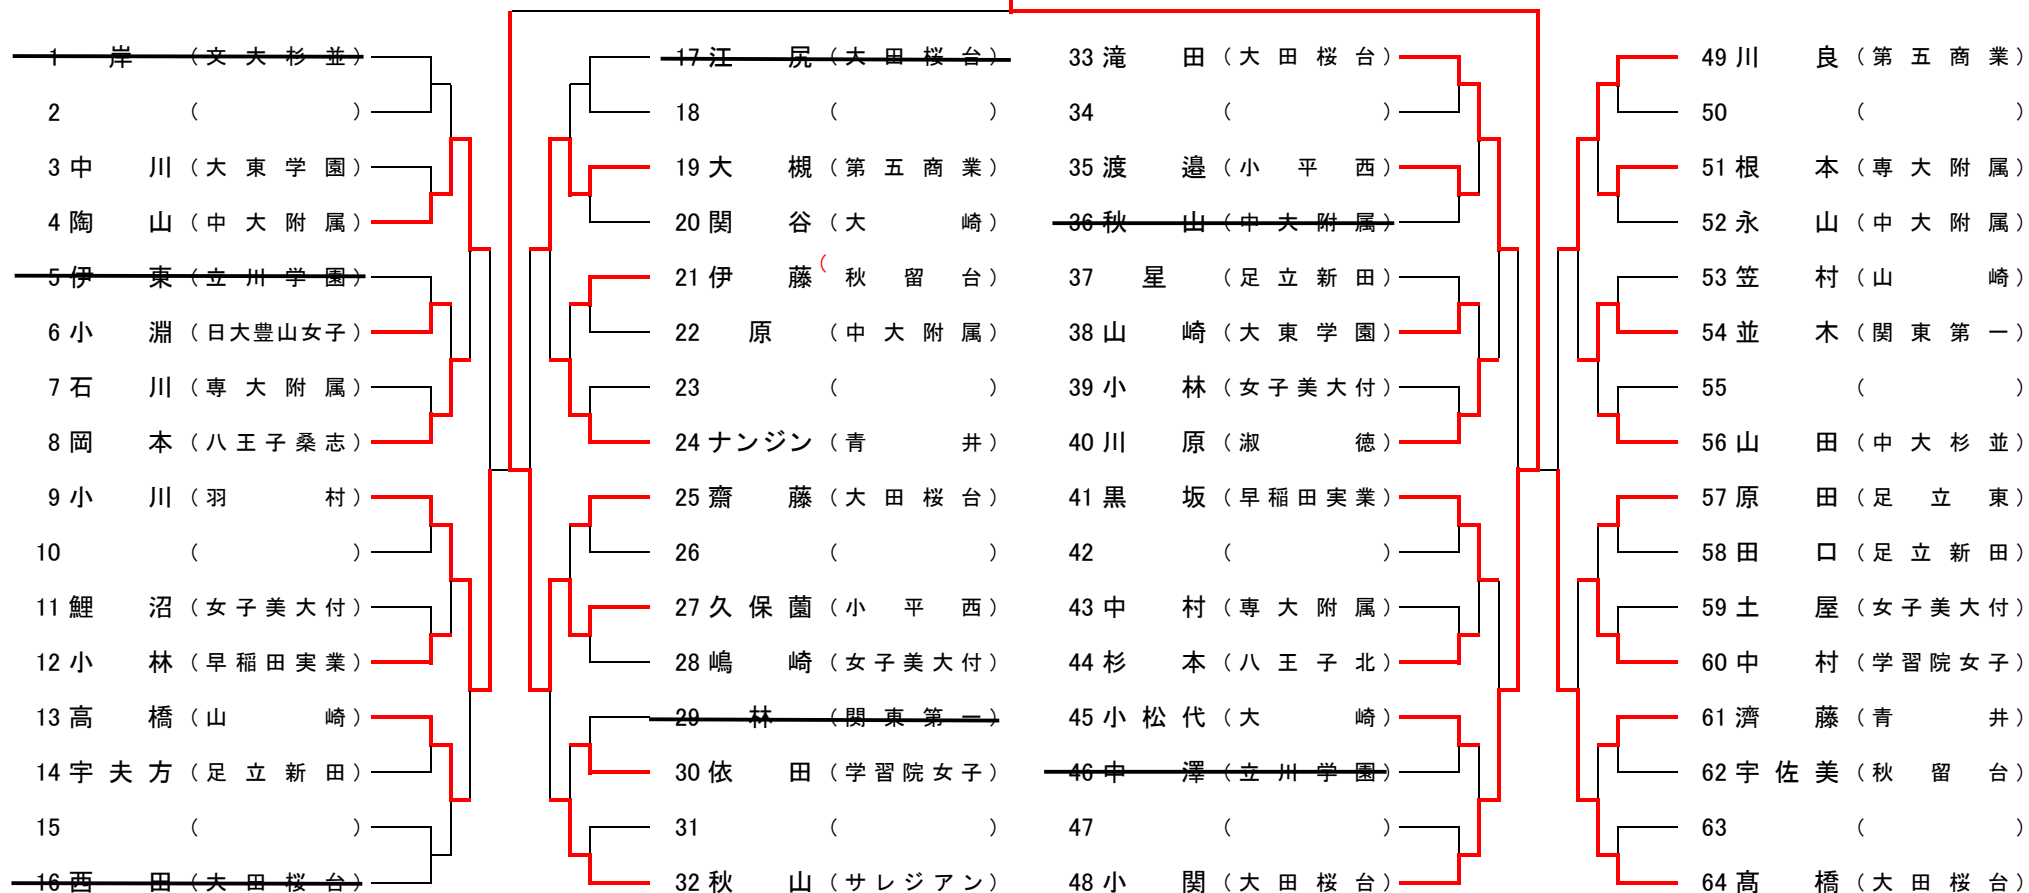 1 岸 (文大杉並)
2 ( )
3 中川 (大東学園)
4 陶山 (中大附属)
5 伊東 (立川学園)
6 小淵 (日大豊山女子)
7 石川 (専大附属)
8 岡本 (八王子桑志)
9 小川 (羽村)
10 ( )
11 鯉沼 (女子美大付)
12 小林 (早稲田実業)
13 高橋 (山崎)
14 宇夫方 (足立新田)
15 ( )
16 西田 (大田桜台)
17 江尻 (大田桜台)
18 ( )
19 大槻 (第五商業)
20 関谷 (大崎)
21 伊藤 (秋留台)
22 原 (中大附属)
23 ( )
24 ナンジン (青井)
25 齋藤 (大田桜台)
26 ( )
27 久保薗 (小平西)
28 嶋崎 (女子美大付)
29 林 (関東第一)
30 依田 (学習院女子)
31 ( )
32 秋山 (サレジアン)
33 滝田 (大田桜台)
34 ( )
35 渡邉 (小平西)
36 秋山 (中大附属)
37 星 (足立新田)
38 山崎 (大東学園)
39 小林 (女子美大付)
40 川原 (淑徳)
41 黒坂 (早稲田実業)
42 ( )
43 中村 (専大附属)
44 杉本 (八王子北)
45 小松代 (大崎)
46 中澤 (立川学園)
47 ( )
48 小関 (大田桜台)
49 川良 (第五商業)
50 ( )
51 根本 (専大附属)
52 永山 (中大附属)
53 笠村 (山崎)
54 並木 (関東第一)
55 ( )
56 山田 (中大杉並)
57 原田 (足立東)
58 田口 (足立新田)
59 土屋 (女子美大付)
60 中村 (学習院女子)
61 濟藤 (青井)
62 宇佐美 (秋留台)
63 ( )
64 髙橋 (大田桜台)